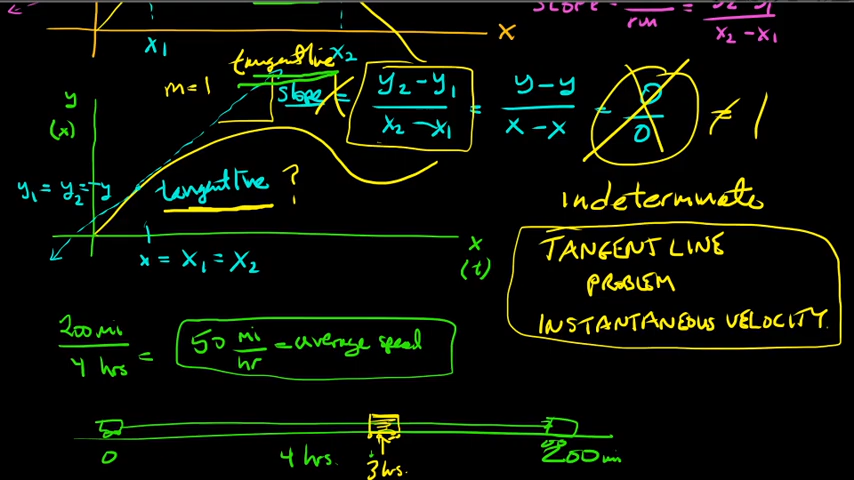 slope = / run = y₂ - y₁ / x₂ - x₁
x₁ x₂ x
tangent line
m = 1
slope = y₂ - y₁ / x₂ - x₁ = y - y / x - x = 0 / 0 ≠ 1
y
(x)
y₁ = y₂ = y
tangent line ?
indeterminate
x = x₁ = x₂
x
(t)
TANGENT LINE
PROBLEM
INSTANTANEOUS VELOCITY.
200 mi / 4 hrs = 50 mi / hr = average speed
0 4 hrs. 3 hrs. 200 mi